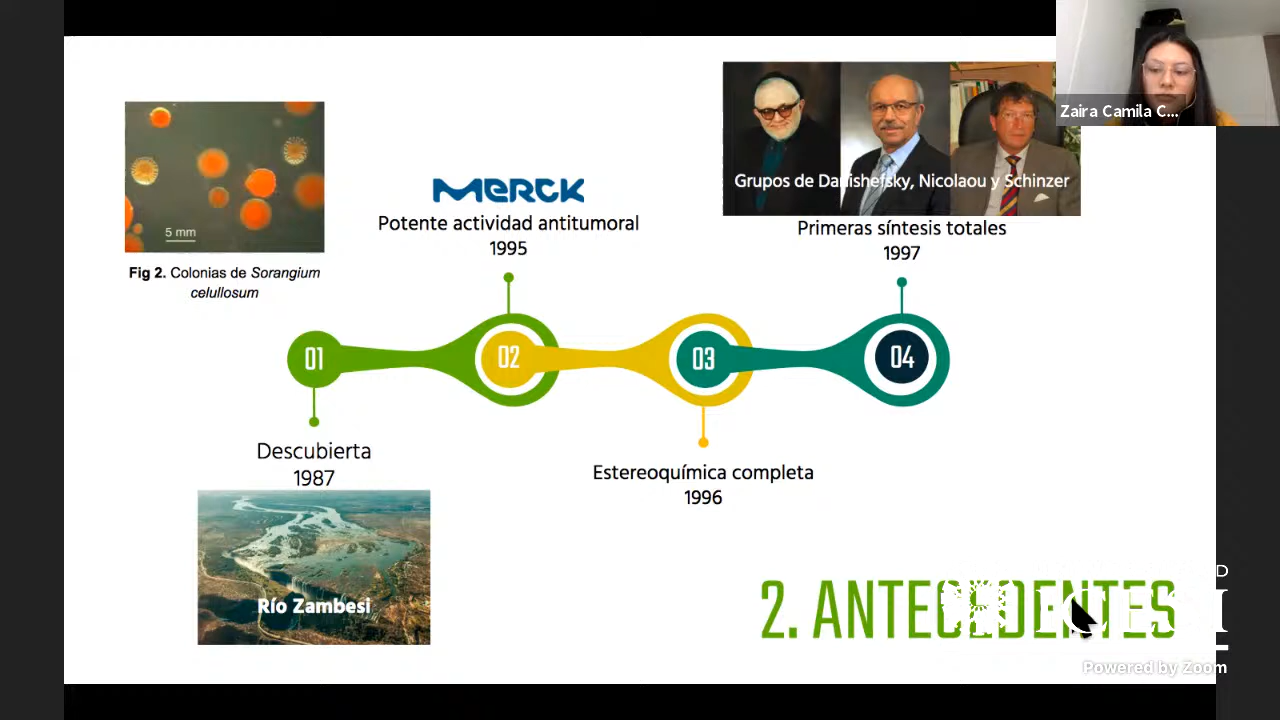 Zaira Camila C...
5 mm
Fig 2. Colonias de Sorangium
celullosum
MERCK
Potente actividad antitumoral
1995
Grupos de Danishefsky, Nicolaou y Schinzer
Primeras síntesis totales
1997
01
02
03
04
Descubierta
1987
Río Zambesi
Estereoquímica completa
1996
2. ANTECEDENTES
ICESI
Powered by Zoom